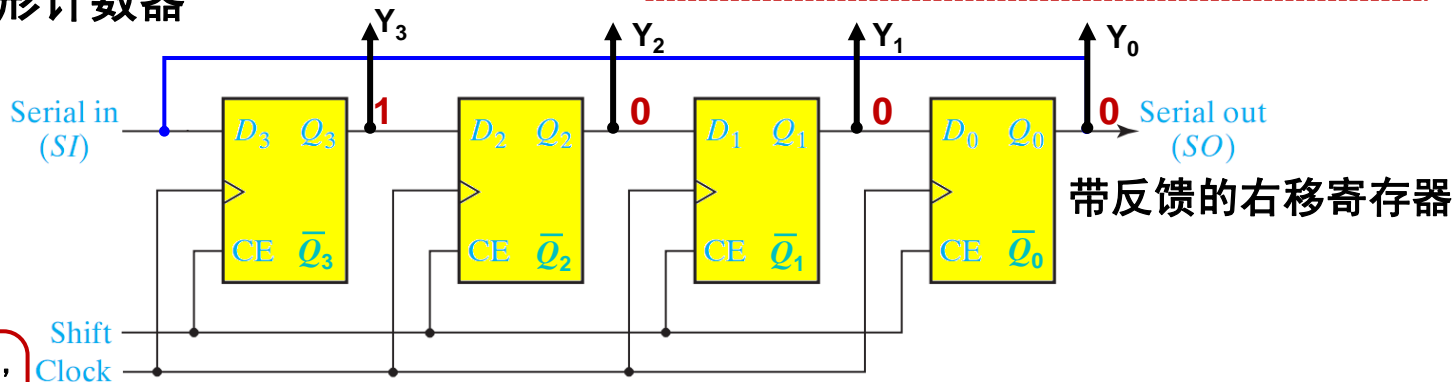 形计数器
Y₃ Y₂ Y₁ Y₀
Serial in
(SI)
D₃ Q₃ 1 D₂ Q₂ 0 D₁ Q₁ 0 D₀ Q₀ 0
Serial out
(SO)
带反馈的右移寄存器
CE Q̅₃ CE Q̅₂ CE Q̅₁ CE Q̅₀
Shift
, Clock